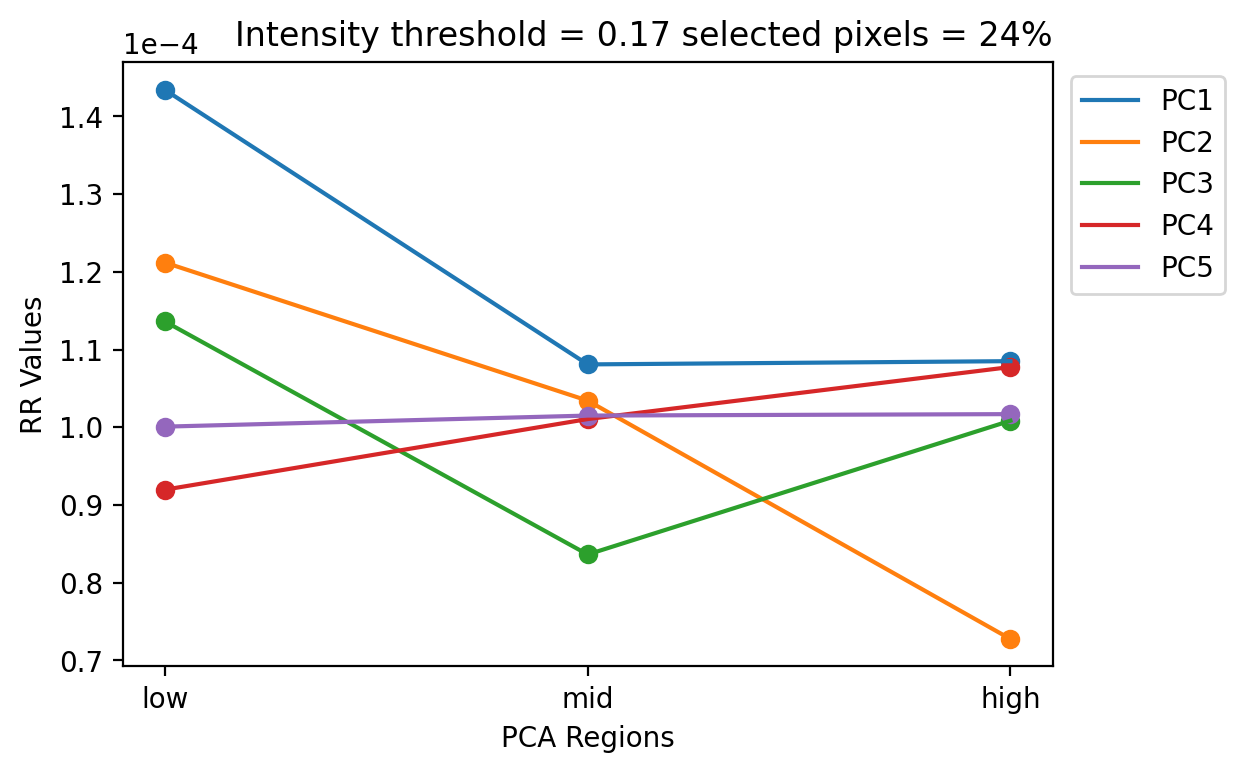 Intensity threshold = 0.17 selected pixels = 24%
1e−4
1.4
1.3
1.2
1.1
1.0
0.9
0.8
0.7
RR Values
low
mid
high
PCA Regions
PC1
PC2
PC3
PC4
PC5